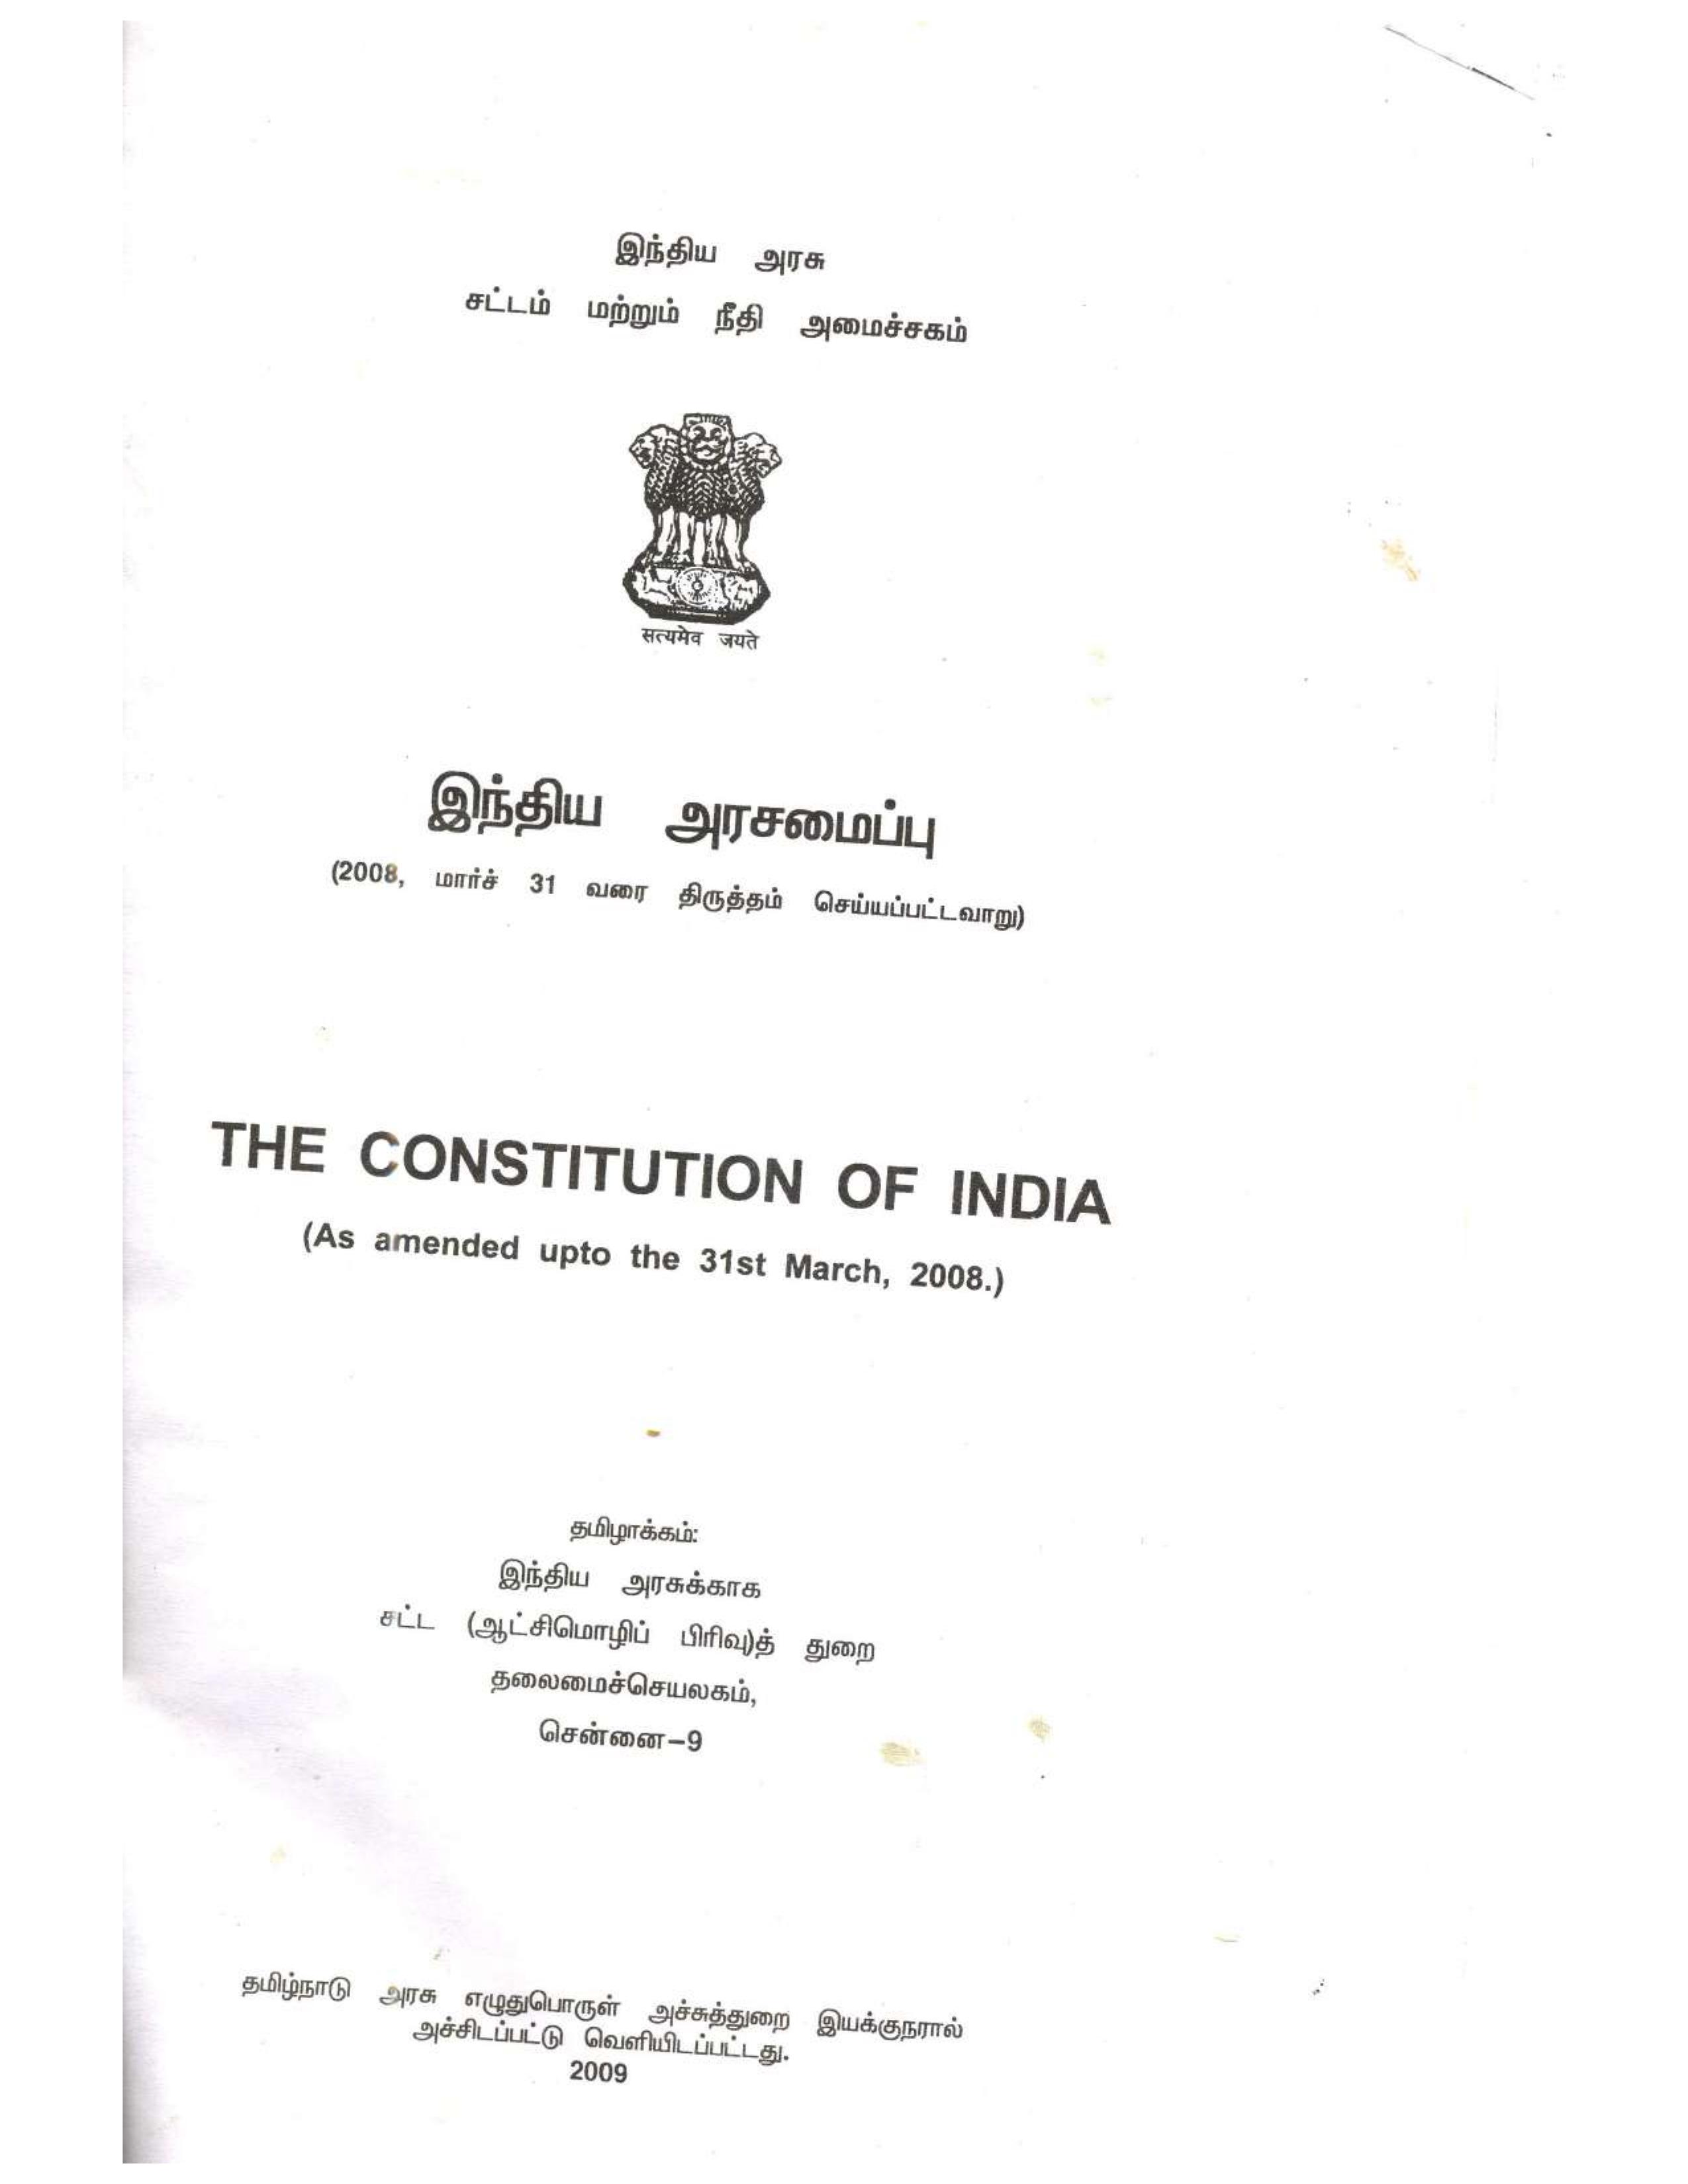 இந்திய அரசு
சட்டம் மற்றும் நீதி அமைச்சகம்
सत्यमेव जयते
இந்திய அரசமைப்பு
(2008, மார்ச் 31 வரை திருத்தம் செய்யப்பட்டவாறு)
THE CONSTITUTION OF INDIA
(As amended upto the 31st March, 2008.)
தமிழாக்கம்:
இந்திய அரசுக்காக
சட்ட (ஆட்சிமொழிப் பிரிவு)த் துறை
தலைமைச்செயலகம்,
சென்னை–9
தமிழ்நாடு அரசு எழுதுபொருள் அச்சுத்துறை இயக்குநரால்
அச்சிடப்பட்டு வெளியிடப்பட்டது.
2009